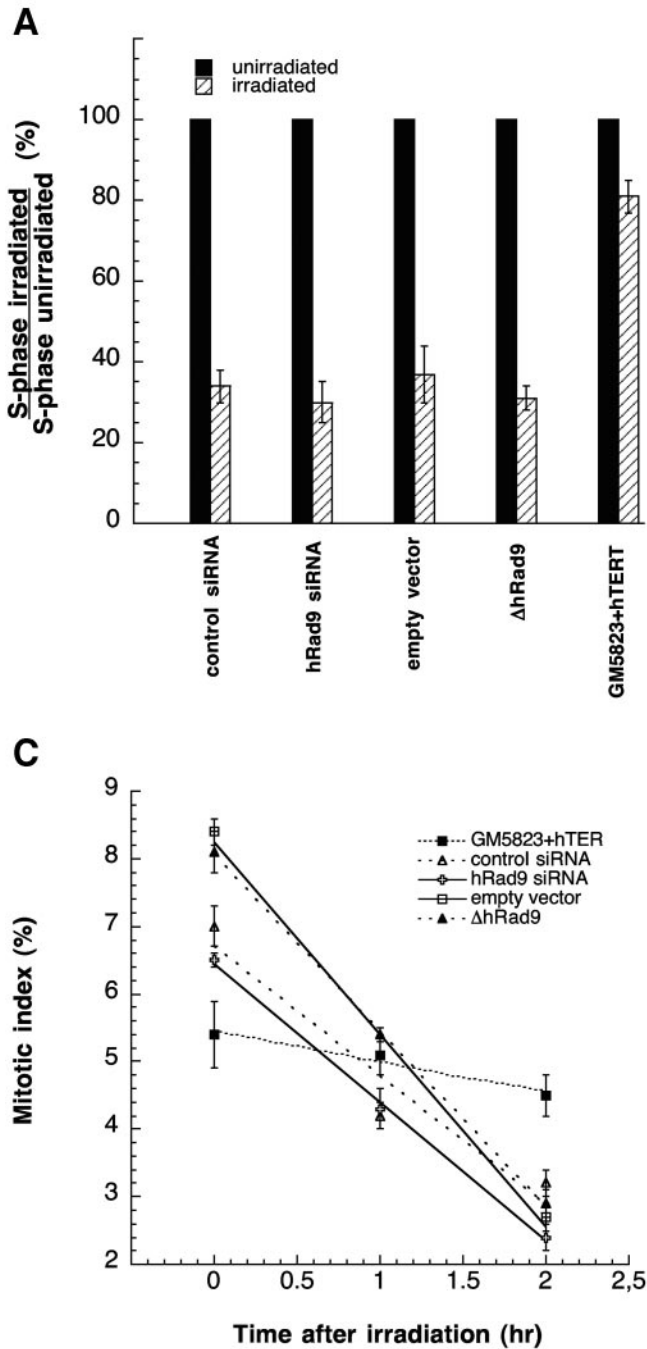 A
unirradiated
irradiated
S-phase irradiated
S-phase unirradiated
(%)
100
80
60
40
20
0
control siRNA
hRad9 siRNA
empty vector
ΔhRad9
GM5823+hTERT
C
Mitotic index (%)
9
8
7
6
5
4
3
2
GM5823+hTER
control siRNA
hRad9 siRNA
empty vector
ΔhRad9
0
0.5
1
1.5
2
2,5
Time after irradiation (hr)